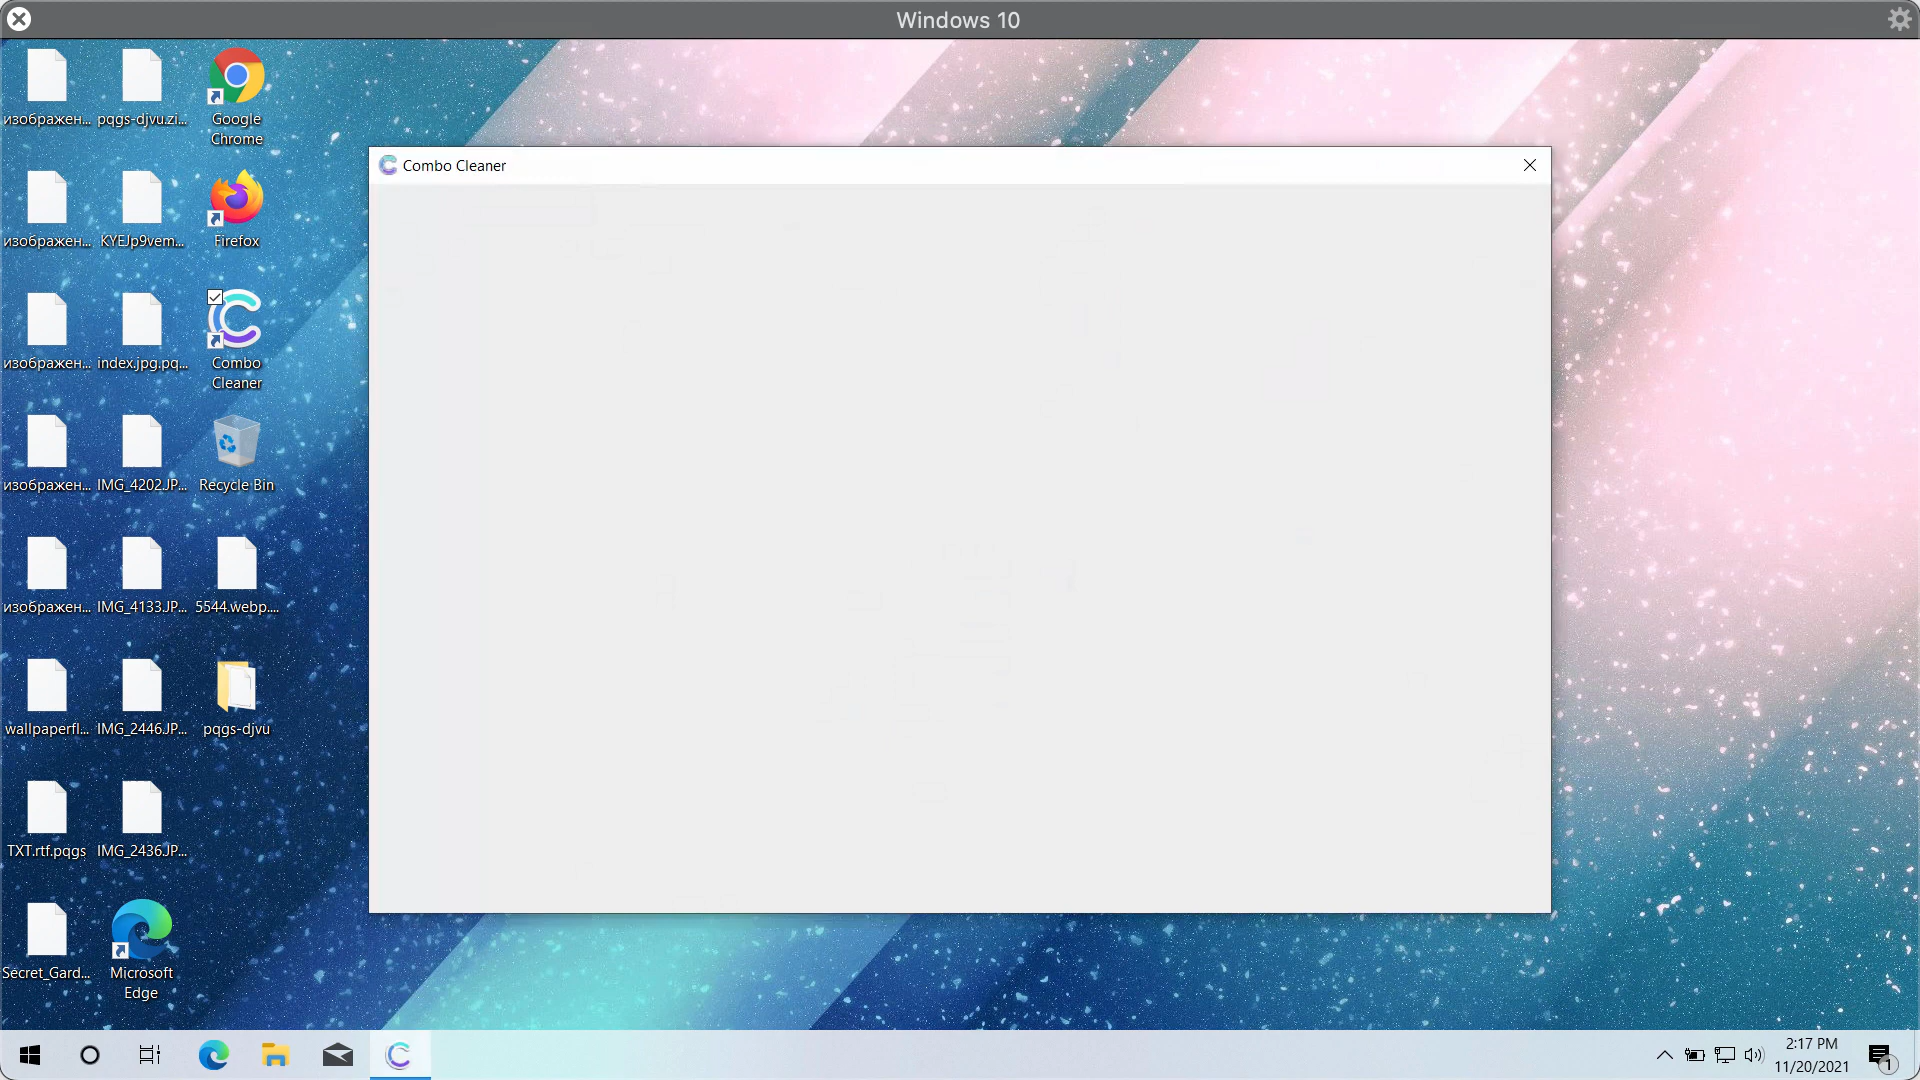 Windows 10
изображен...
pqgs-djvu.zi...
Google
Chrome
изображен...
KYEJp9vem...
Firefox
изображен...
index.jpg.pq...
Combo
Cleaner
изображен...
IMG_4202.JP...
Recycle Bin
изображен...
IMG_4133.JP...
5544.webp....
wallpaperfl...
IMG_2446.JP...
pqgs-djvu
TXT.rtf.pqgs
IMG_2436.JP...
Secret_Gard...
Microsoft
Edge
Combo Cleaner
2:17 PM
11/20/2021
1